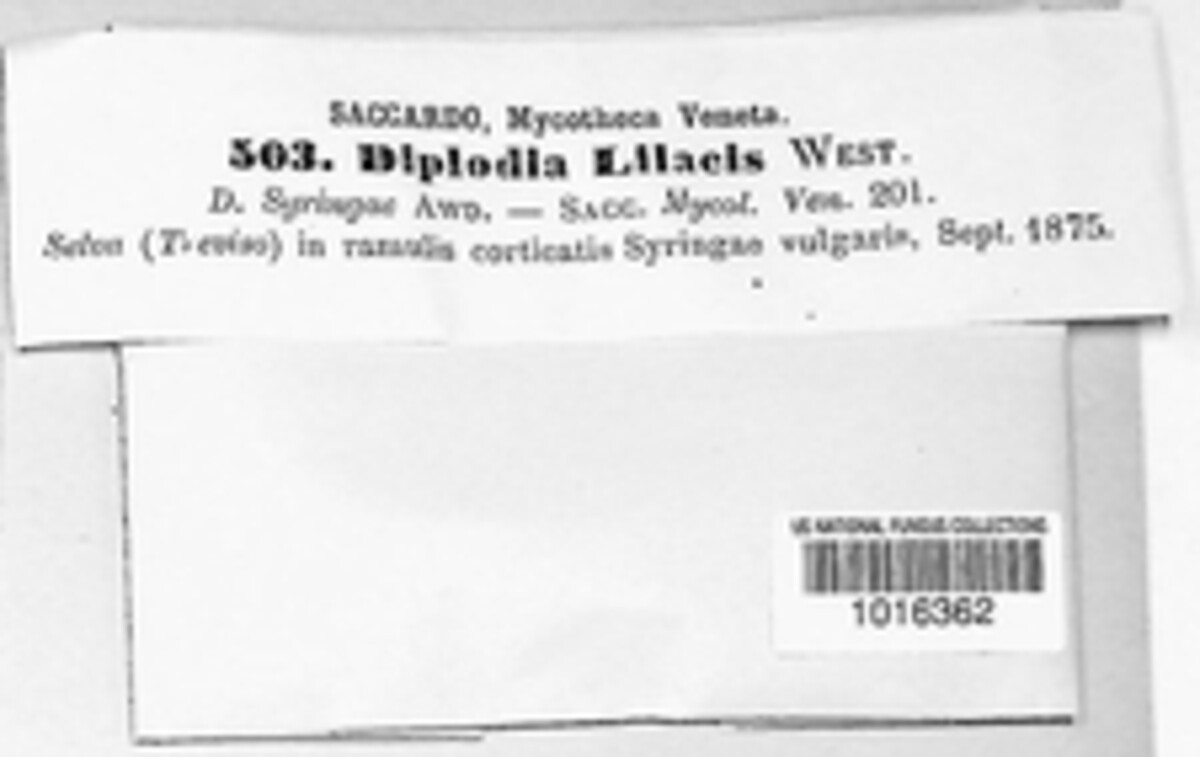 SACCARDO, Mycotheca Veneta.
503. Diplodia Lilacis WEST.
D. Syringae AWD. — SACC. Mycol. Ven. 201.
Selva (Treviso) in ramulis corticatis Syringae vulgaris, Sept. 1875.
US NATIONAL FUNGUS COLLECTIONS
1016362